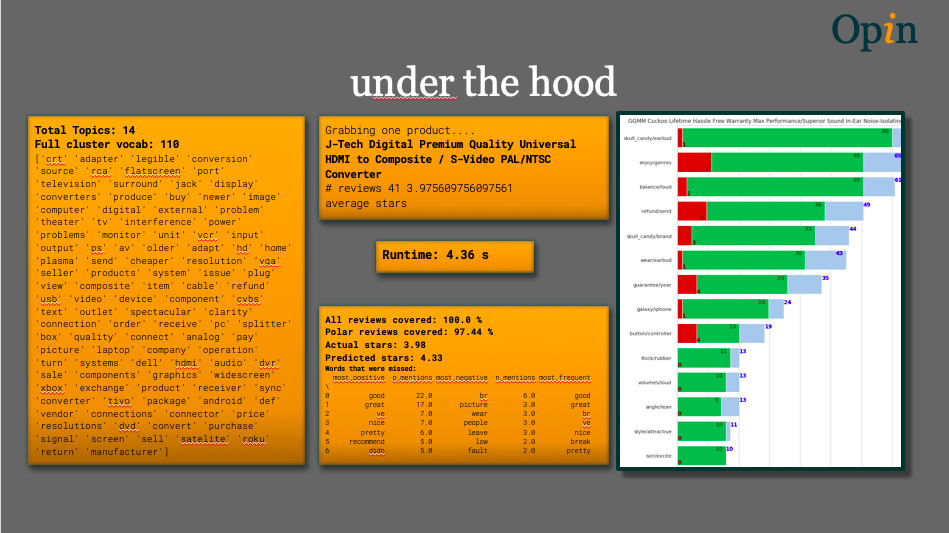 Opin
under the hood
Total Topics: 14
Full cluster vocab: 110
['crt' 'adapter' 'legible' 'conversion'
'source' 'rca' 'flatscreen' 'port'
'television' 'surround' 'jack' 'display'
'converters' 'produce' 'buy' 'newer' 'image'
'computer' 'digital' 'external' 'problem'
'theater' 'tv' 'interference' 'power'
'problems' 'monitor' 'unit' 'vcr' 'input'
'output' 'ps' 'av' 'older' 'adapt' 'hd' 'home'
'plasma' 'send' 'cheaper' 'resolution' 'vga'
'seller' 'products' 'system' 'issue' 'plug'
'view' 'composite' 'item' 'cable' 'refund'
'usb' 'video' 'device' 'component' 'cvbs'
'text' 'outlet' 'spectacular' 'clarity'
'connection' 'order' 'receive' 'pc' 'splitter'
'box' 'quality' 'connect' 'analog' 'pay'
'picture' 'laptop' 'company' 'operation'
'turn' 'systems' 'dell' 'hdmi' 'audio' 'dvr'
'sale' 'components' 'graphics' 'widescreen'
'xbox' 'exchange' 'product' 'receiver' 'sync'
'converter' 'tivo' 'package' 'android' 'def'
'vendor' 'connections' 'connector' 'price'
'resolutions' 'dvd' 'convert' 'purchase'
'signal' 'screen' 'sell' 'satelite' 'roku'
'return' 'manufacturer']
Grabbing one product....
J-Tech Digital Premium Quality Universal
HDMI to Composite / S-Video PAL/NTSC
Converter
# reviews 41 3.975609756097561
average stars
Runtime: 4.36 s
All reviews covered: 100.0 %
Polar reviews covered: 97.44 %
Actual stars: 3.98
Predicted stars: 4.33
Words that were missed:
most_positive p_mentions most_negative n_mentions most_frequent
\
0 good 22.0 br 6.0 good
1 great 17.0 picture 3.0 great
2 ve 7.0 wear 3.0 br
3 nice 7.0 people 3.0 ve
4 pretty 6.0 leave 3.0 nice
5 recommend 5.0 low 2.0 break
6 didn 5.0 fault 2.0 pretty
GGMM Cuckoo Lifetime Hassle Free Warranty Max Performance/Superior Sound In-Ear Noise-Isolating
skull_candy/earbud 60
enjoy/genres 49 65
balance/loud 49 61
refund/send 38 49
skull_candy/brand 33 44
wear/earbud 30 43
guarantee/year 25 35
galaxy/iphone 20 24
button/controller 13 19
thick/rubber 11 13
volumes/loud 10 13
angle/lean 13
style/attractive 10 11
son/excite 10 10